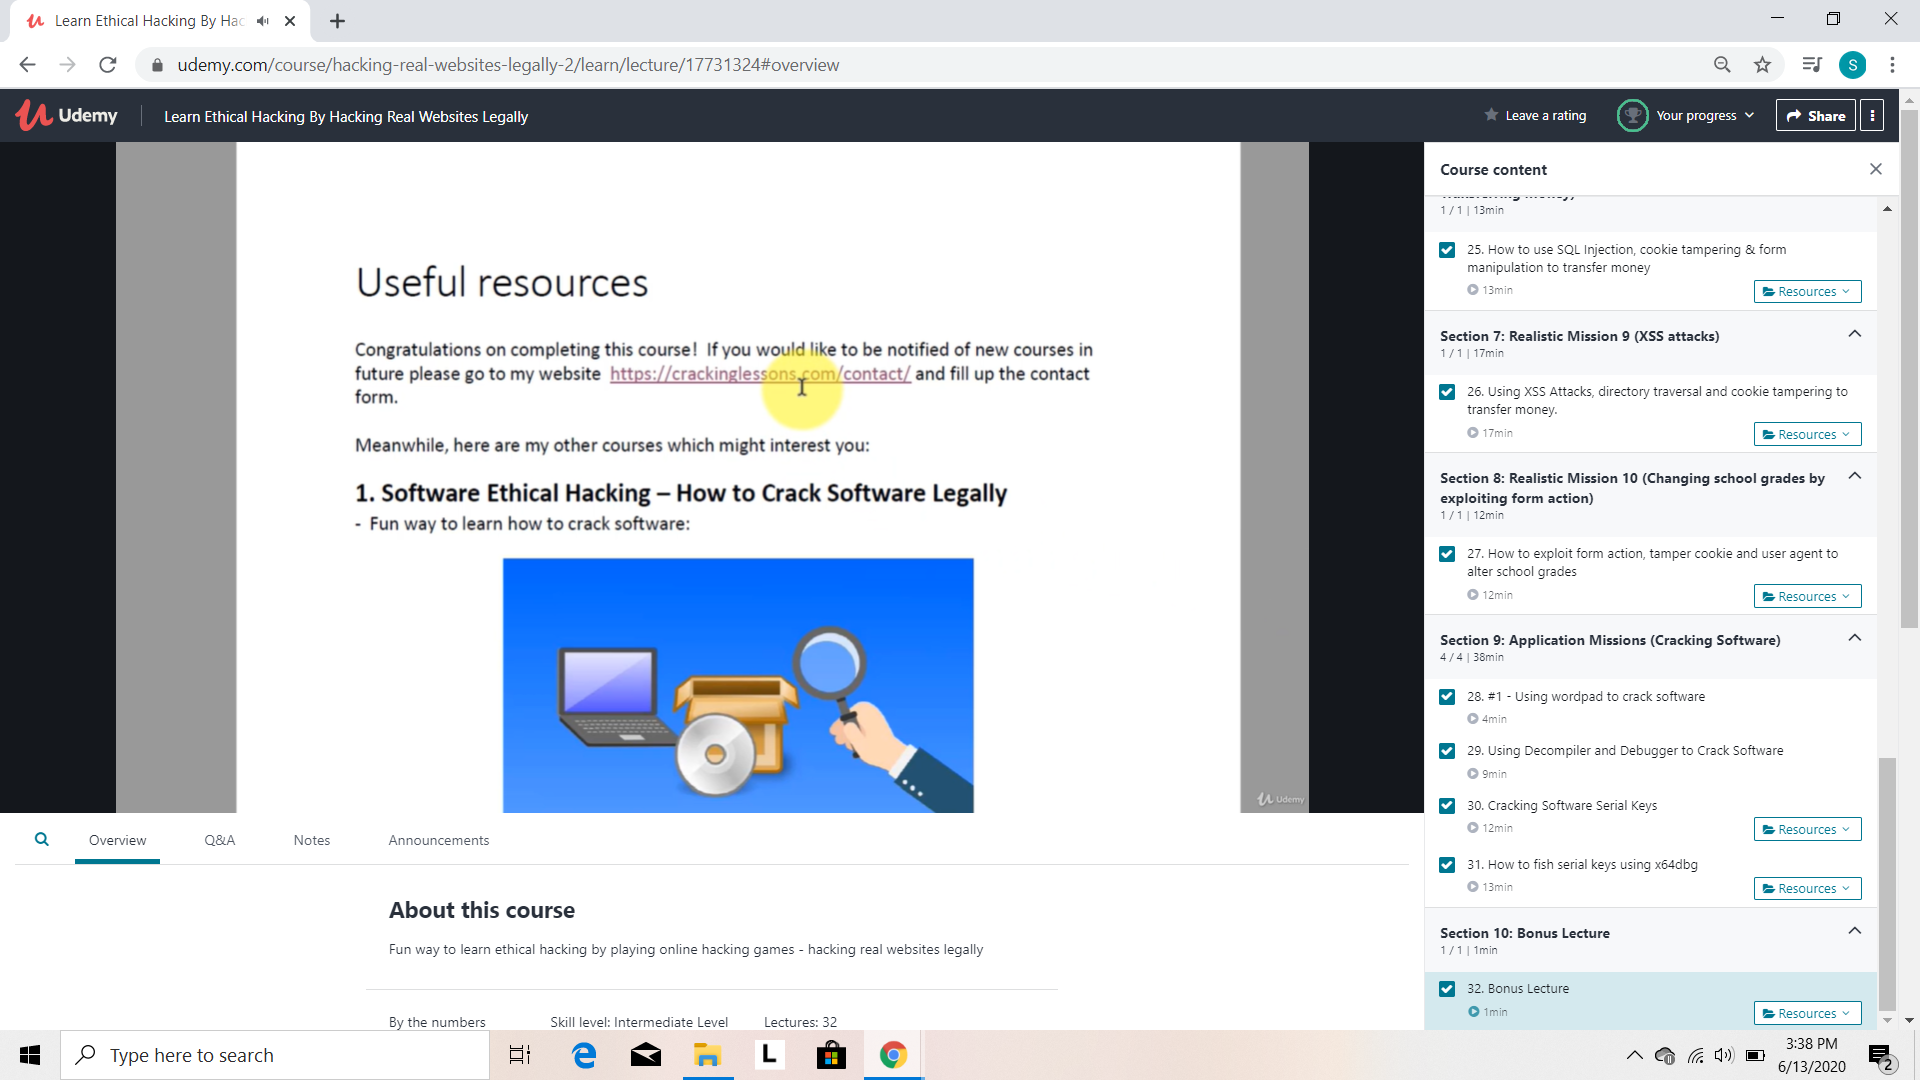 Learn Ethical Hacking By Hac
udemy.com/course/hacking-real-websites-legally-2/learn/lecture/17731324#overview
S
Udemy
Learn Ethical Hacking By Hacking Real Websites Legally
Leave a rating
Your progress
Share
Useful resources
Congratulations on completing this course! If you would like to be notified of new courses in
future please go to my website https://crackinglessons.com/contact/ and fill up the contact
form.
Meanwhile, here are my other courses which might interest you:
1. Software Ethical Hacking – How to Crack Software Legally
- Fun way to learn how to crack software:
Udemy
Overview
Q&A
Notes
Announcements
About this course
Fun way to learn ethical hacking by playing online hacking games - hacking real websites legally
By the numbers
Skill level: Intermediate Level
Lectures: 32
Course content
1 / 1 | 13min
25. How to use SQL Injection, cookie tampering & form
manipulation to transfer money
13min
Resources
Section 7: Realistic Mission 9 (XSS attacks)
1 / 1 | 17min
26. Using XSS Attacks, directory traversal and cookie tampering to
transfer money.
17min
Resources
Section 8: Realistic Mission 10 (Changing school grades by
exploiting form action)
1 / 1 | 12min
27. How to exploit form action, tamper cookie and user agent to
alter school grades
12min
Resources
Section 9: Application Missions (Cracking Software)
4 / 4 | 38min
28. #1 - Using wordpad to crack software
4min
29. Using Decompiler and Debugger to Crack Software
9min
30. Cracking Software Serial Keys
12min
Resources
31. How to fish serial keys using x64dbg
13min
Resources
Section 10: Bonus Lecture
1 / 1 | 1min
32. Bonus Lecture
1min
Resources
Type here to search
L
3:38 PM
6/13/2020
2